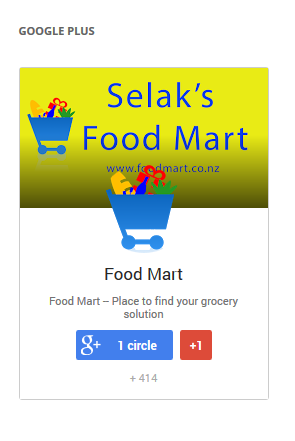 GOOGLE PLUS
Selak's
Food Mart
www.foodmart.co.nz
Food Mart
Food Mart – Place to find your grocery
solution
g+ 1 circle +1
+ 414